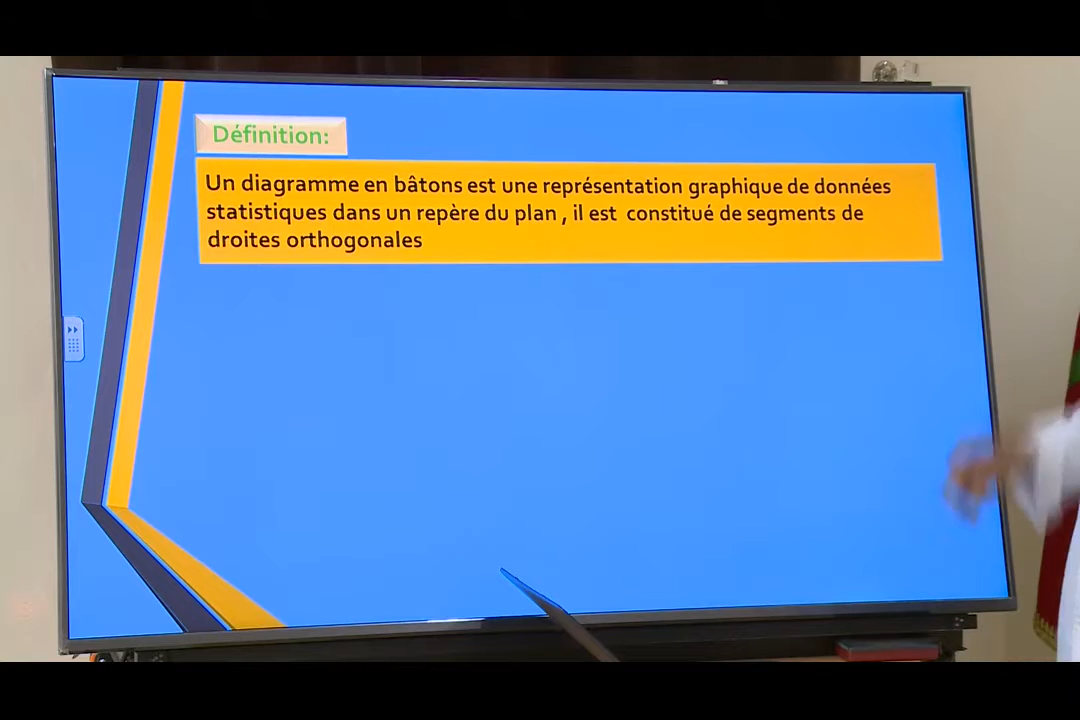 Définition:
Un diagramme en bâtons est une représentation graphique de données
statistiques dans un repère du plan , il est constitué de segments de
droites orthogonales